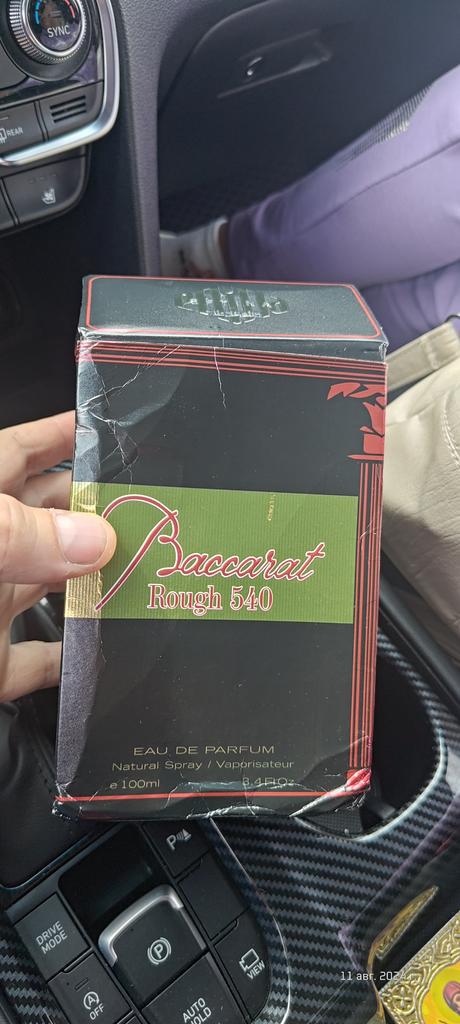 SYNC
REAR
Baccarat
Rough 540
EAU DE PARFUM
Natural Spray / Vaporisateur
e 100ml 3.4 Fl Oz
P
DRIVE
MODE
P
A
OFF
VIEW
AUTO
HOLD
11 авг. 2024